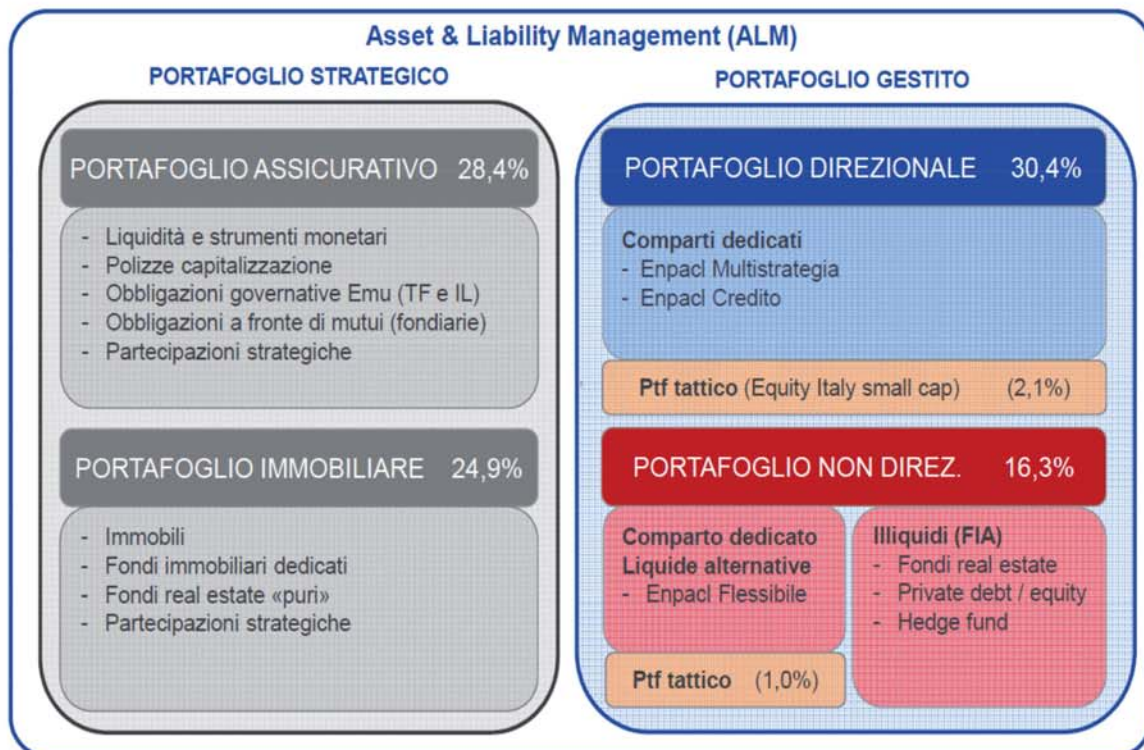 Asset & Liability Management (ALM)
PORTAFOGLIO STRATEGICO
PORTAFOGLIO ASSICURATIVO 28,4%
- Liquidità e strumenti monetari
- Polizze capitalizzazione
- Obbligazioni governative Emu (TF e IL)
- Obbligazioni a fronte di mutui (fondiarie)
- Partecipazioni strategiche
PORTAFOGLIO IMMOBILIARE 24,9%
- Immobili
- Fondi immobiliari dedicati
- Fondi real estate «puri»
- Partecipazioni strategiche
PORTAFOGLIO GESTITO
PORTAFOGLIO DIREZIONALE 30,4%
Comparti dedicati
- Enpacl Multistrategia
- Enpacl Credito
Ptf tattico (Equity Italy small cap) (2,1%)
PORTAFOGLIO NON DIREZ. 16,3%
Comparto dedicato
Liquide alternative
- Enpacl Flessibile
Ptf tattico (1,0%)
Illiquidi (FIA)
- Fondi real estate
- Private debt / equity
- Hedge fund